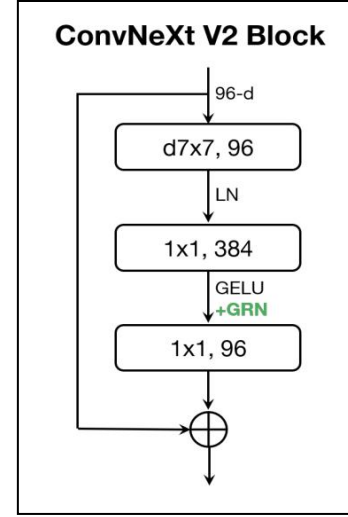 ConvNeXt V2 Block
96-d
d7x7, 96
LN
1x1, 384
GELU
+GRN
1x1, 96